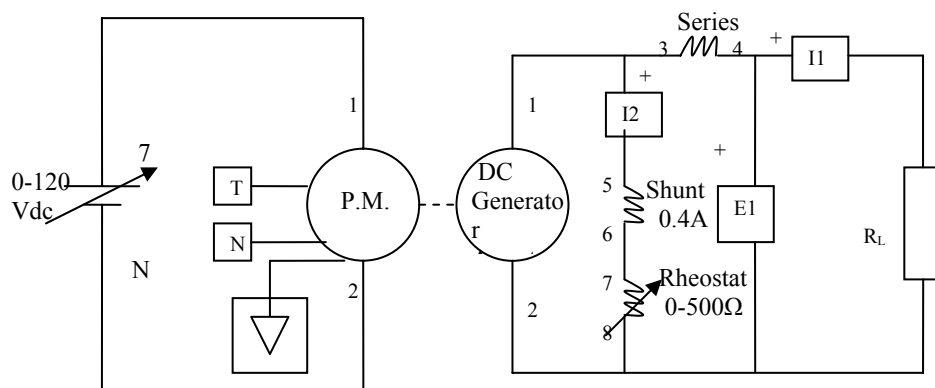 Series
3
4
+
I1
+
1
1
I2
7
+
0-120
Vdc
T
P.M.
DC
Generato
r
5
Shunt
0.4A
6
E1
RL
N
N
2
2
7
Rheostat
0-500Ω
8